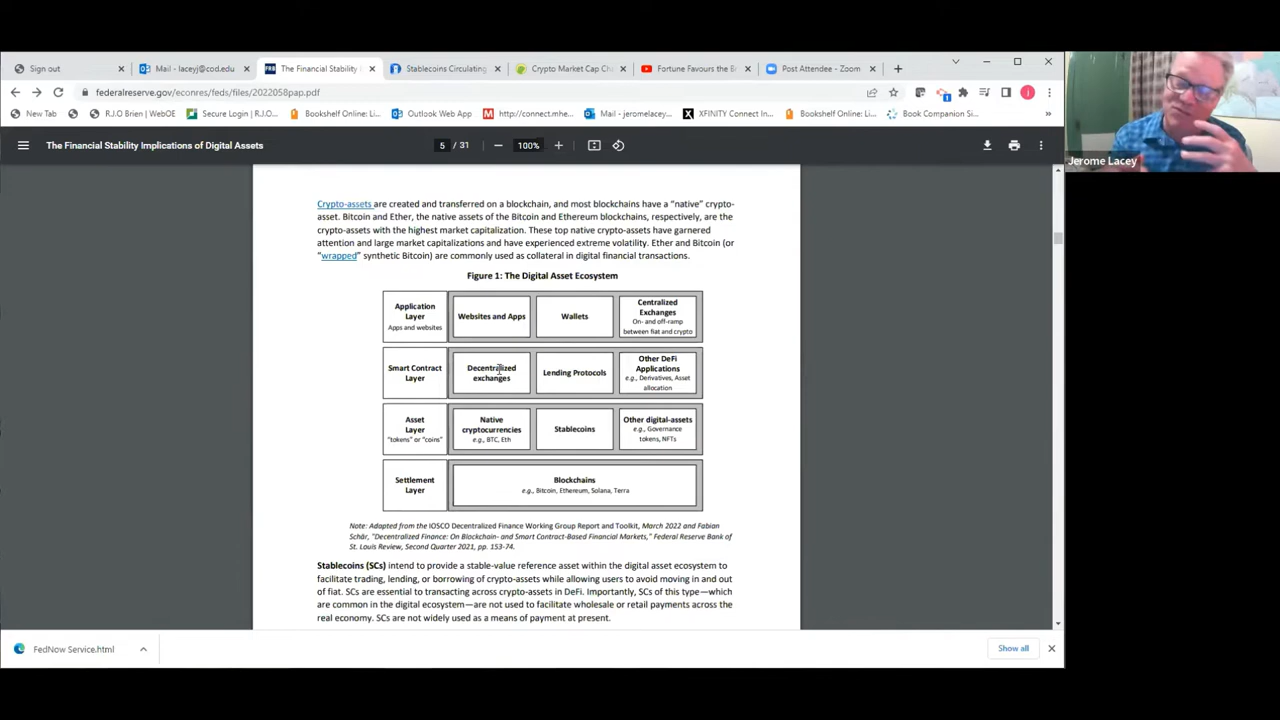 Sign out
Mail - laceyj@cod.edu
FRB
The Financial Stability
Stablecoins Circulating
Crypto Market Cap Cha
Fortune Favours the Br
Post Attendee - Zoom
federalreserve.gov/econres/feds/files/2022058pap.pdf
New Tab
R.J.O Brien | WebOE
Secure Login | R.J.O...
Bookshelf Online: Li...
Outlook Web App
http://connect.mhe...
Mail - jeromelacey...
XFINITY Connect In...
Bookshelf Online: Li...
Book Companion Si...
The Financial Stability Implications of Digital Assets
5 / 31
100%
Jerome Lacey
Crypto-assets are created and transferred on a blockchain, and most blockchains have a “native” crypto-
asset. Bitcoin and Ether, the native assets of the Bitcoin and Ethereum blockchains, respectively, are the
crypto-assets with the highest market capitalization. These top native crypto-assets have garnered
attention and large market capitalizations and have experienced extreme volatility. Ether and Bitcoin (or
“wrapped” synthetic Bitcoin) are commonly used as collateral in digital financial transactions.
Figure 1: The Digital Asset Ecosystem
Application
Layer
Apps and websites
Websites and Apps
Wallets
Centralized
Exchanges
On- and off-ramp
between fiat and crypto
Smart Contract
Layer
Decentralized
exchanges
Lending Protocols
Other DeFi
Applications
e.g., Derivatives, Asset
allocation
Asset
Layer
"tokens" or "coins"
Native
cryptocurrencies
e.g., BTC, Eth
Stablecoins
Other digital-assets
e.g., Governance
tokens, NFTs
Settlement
Layer
Blockchains
e.g., Bitcoin, Ethereum, Solana, Terra
Note: Adapted from the IOSCO Decentralized Finance Working Group Report and Toolkit, March 2022 and Fabian
Schär, "Decentralized Finance: On Blockchain- and Smart Contract-Based Financial Markets," Federal Reserve Bank of
St. Louis Review, Second Quarter 2021, pp. 153-74.
Stablecoins (SCs) intend to provide a stable-value reference asset within the digital asset ecosystem to
facilitate trading, lending, or borrowing of crypto-assets while allowing users to avoid moving in and out
of fiat. SCs are essential to transacting across crypto-assets in DeFi. Importantly, SCs of this type—which
are common in the digital ecosystem—are not used to facilitate wholesale or retail payments across the
real economy. SCs are not widely used as a means of payment at present.
FedNow Service.html
Show all